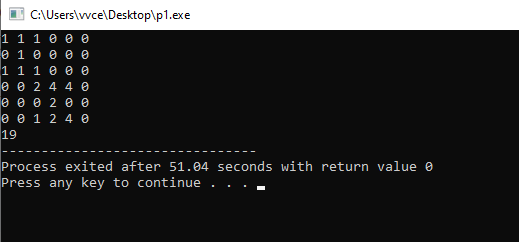 C:\Users\vvce\Desktop\p1.exe
1 1 1 0 0 0
0 1 0 0 0 0
1 1 1 0 0 0
0 0 2 4 4 0
0 0 0 2 0 0
0 0 1 2 4 0
19
--------------------------------
Process exited after 51.04 seconds with return value 0
Press any key to continue . . .